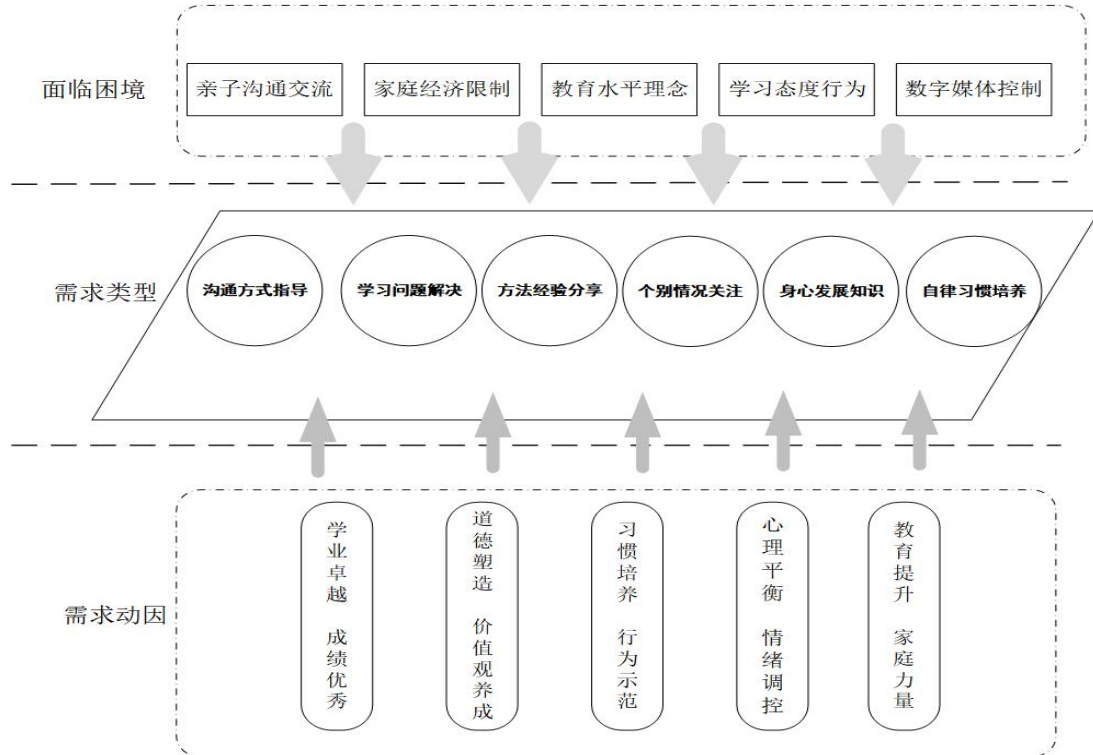 面临困境
亲子沟通交流
家庭经济限制
教育水平理念
学习态度行为
数字媒体控制
需求类型
沟通方式指导
学习问题解决
方法经验分享
个别情况关注
身心发展知识
自律习惯培养
需求动因
学业卓越 成绩优秀
道德塑造 价值观养成
习惯培养 行为示范
心理平衡 情绪调控
教育提升 家庭力量